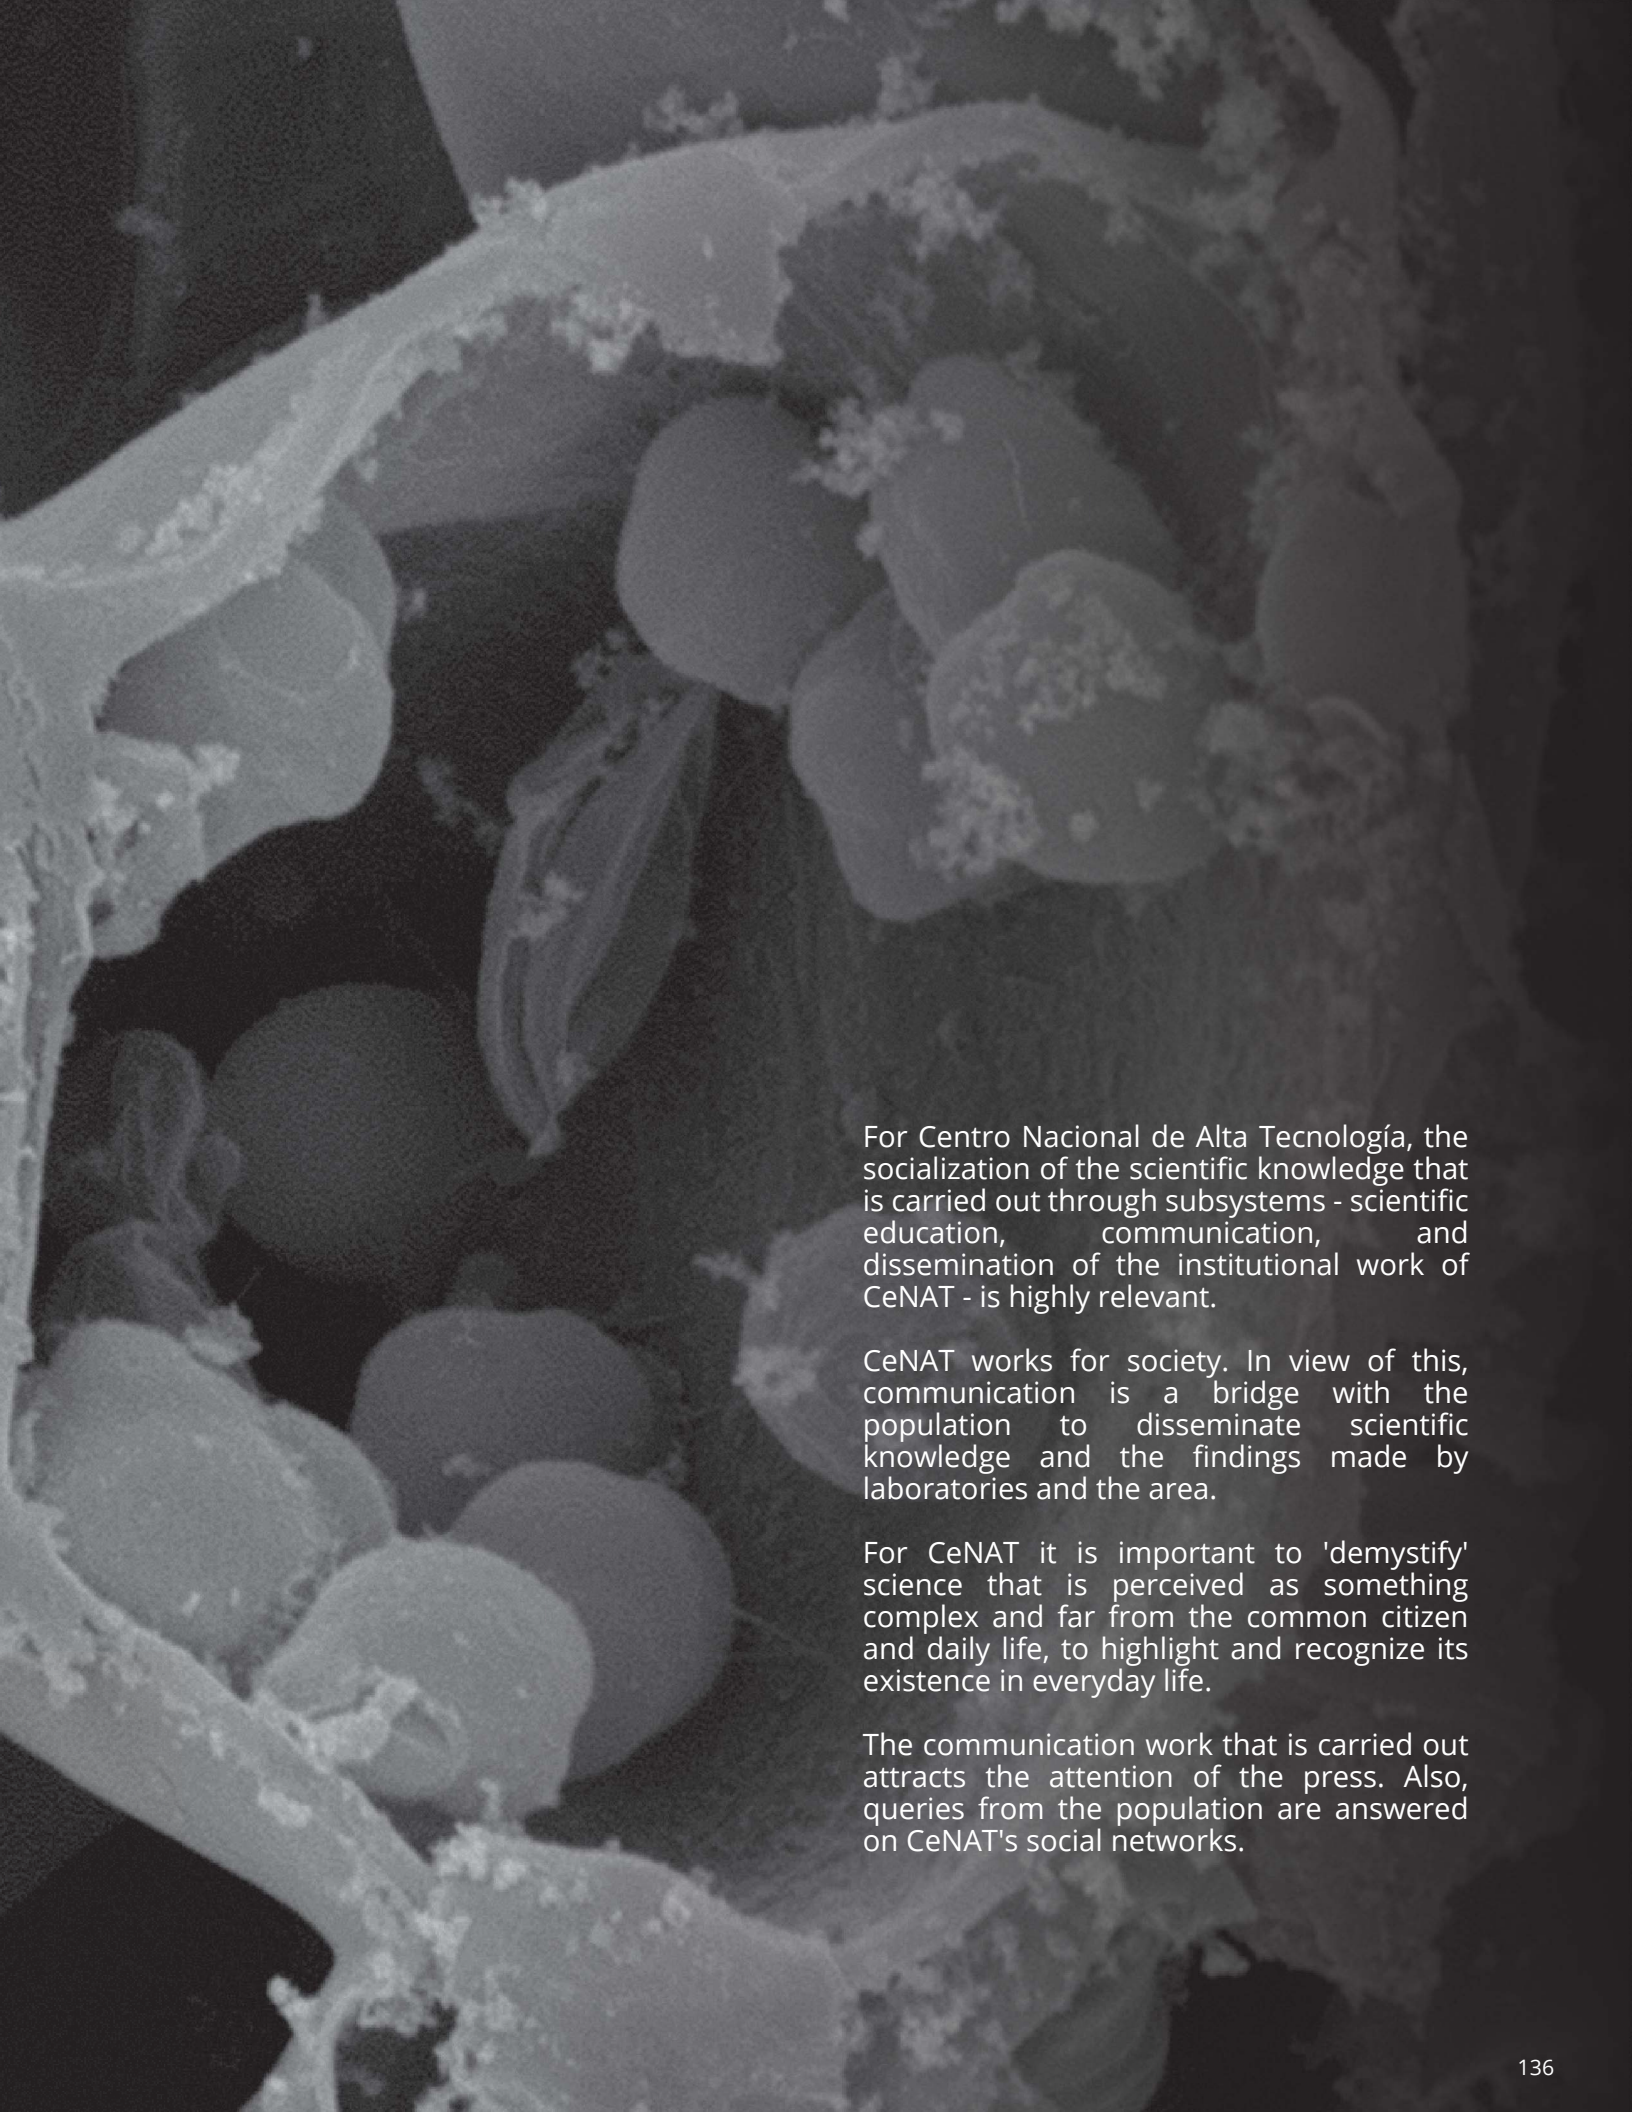 For Centro Nacional de Alta Tecnología, the
socialization of the scientific knowledge that
is carried out through subsystems - scientific
education, communication, and
dissemination of the institutional work of
CeNAT - is highly relevant.
CeNAT works for society. In view of this,
communication is a bridge with the
population to disseminate scientific
knowledge and the findings made by
laboratories and the area.
For CeNAT it is important to 'demystify'
science that is perceived as something
complex and far from the common citizen
and daily life, to highlight and recognize its
existence in everyday life.
The communication work that is carried out
attracts the attention of the press. Also,
queries from the population are answered
on CeNAT's social networks.
136